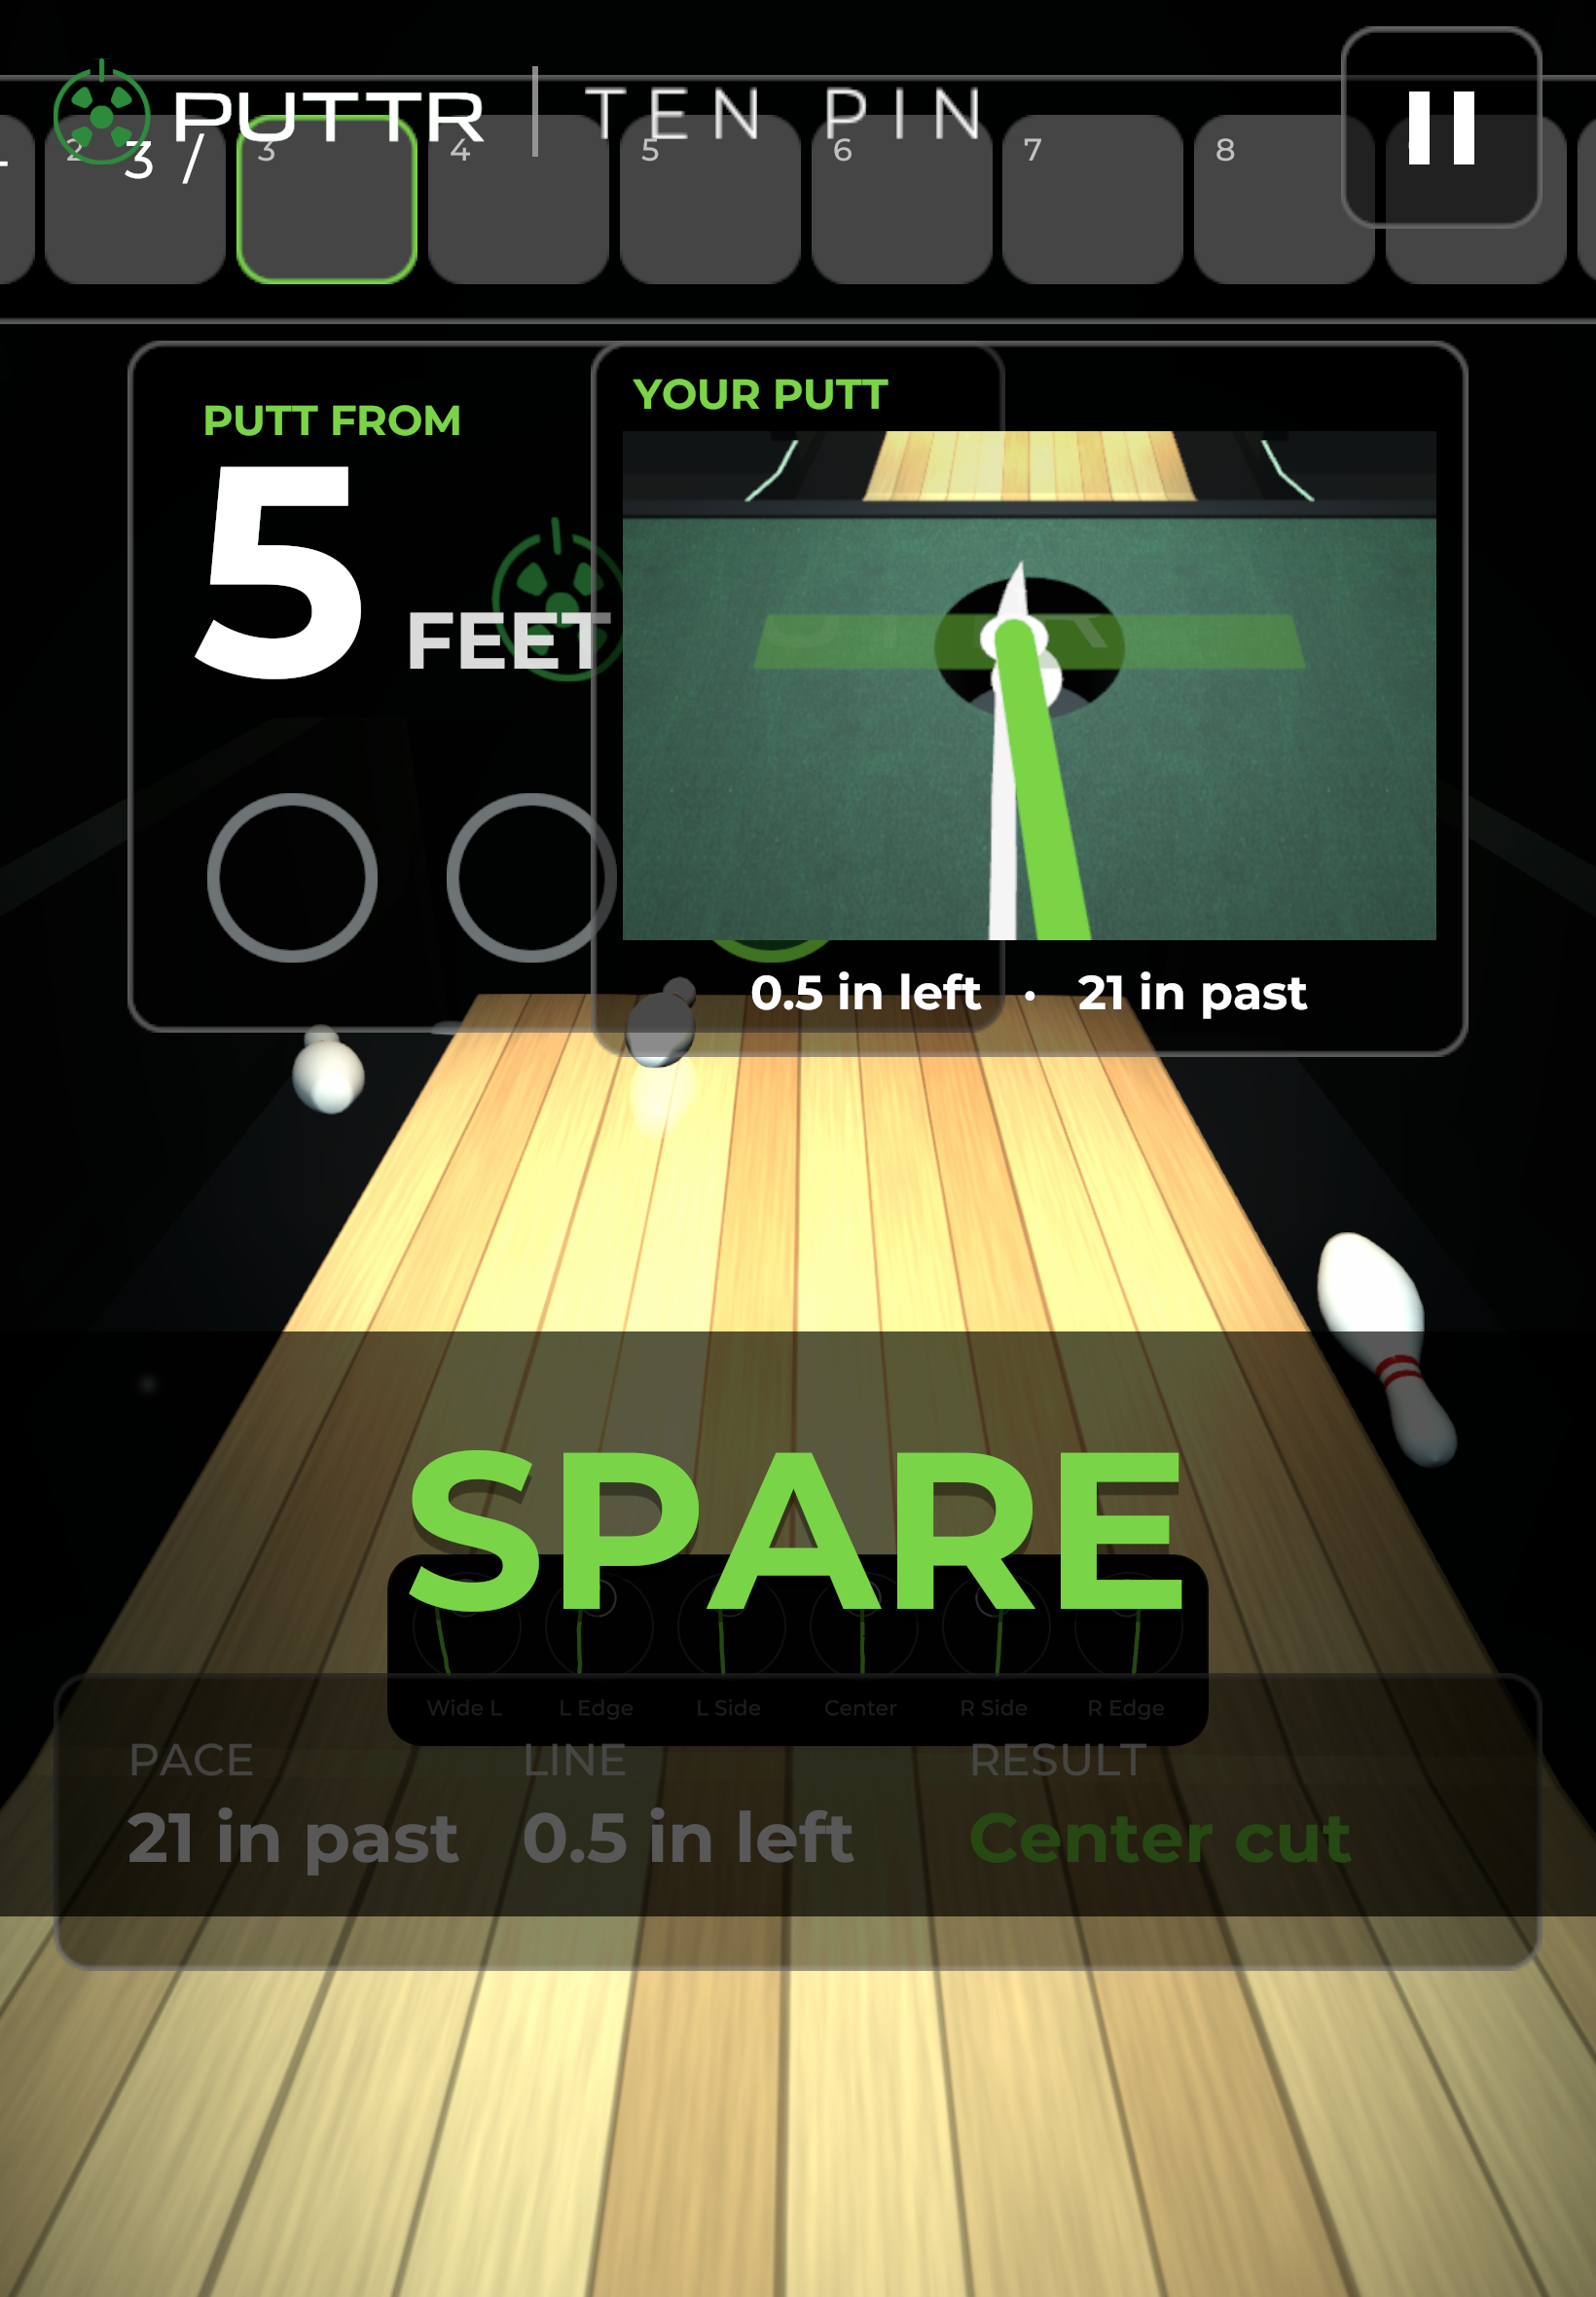 PUTTR | TEN PIN
2 3 / 3 4 5 6 7 8
PUTT FROM
5 FEET
YOUR PUTT
0.5 in left • 21 in past
SPARE
Wide L L Edge L Side Center R Side R Edge
PACE LINE RESULT
21 in past 0.5 in left Center cut